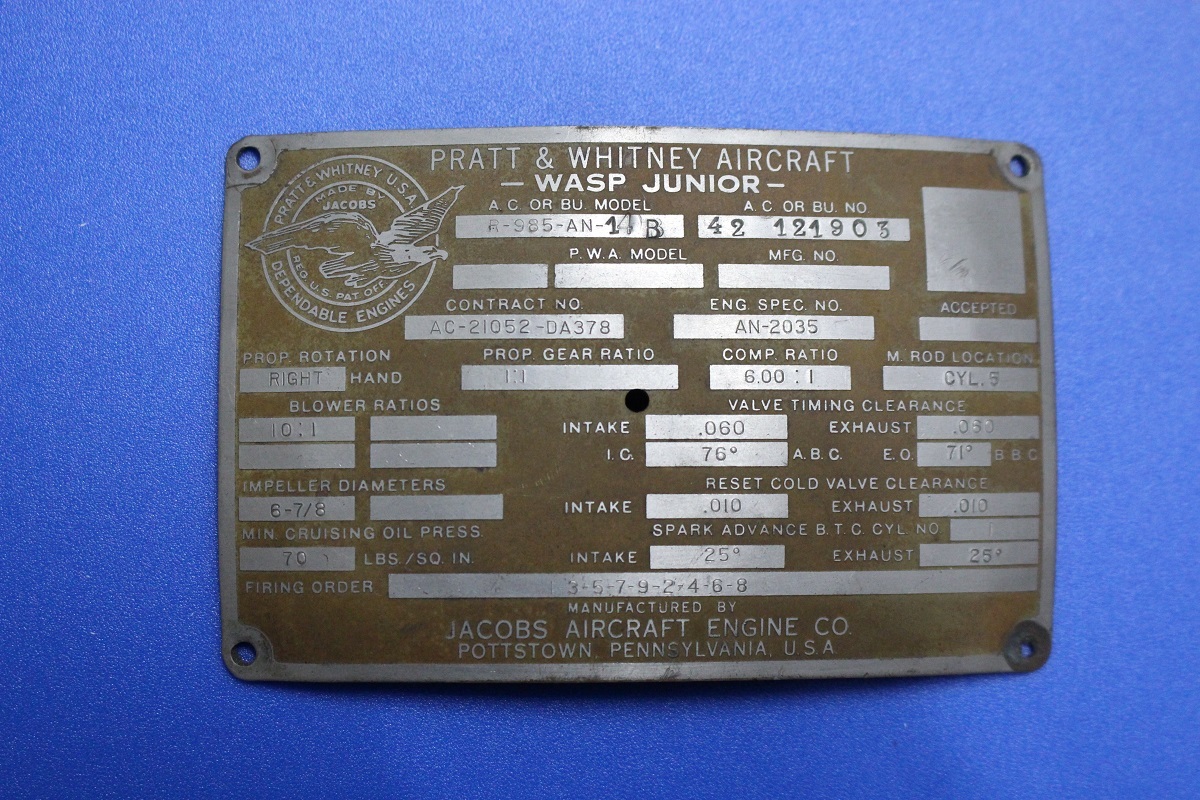 PRATT & WHITNEY AIRCRAFT
— WASP JUNIOR —
PRATT & WHITNEY U.S.A.
MADE BY
JACOBS
REG. U.S. PAT OFF.
DEPENDABLE ENGINES
A.C. OR BU. MODEL A.C. OR BU. NO.
R-985-AN-14B 42 121903
P.W.A. MODEL MFG. NO.
CONTRACT NO. ENG. SPEC. NO. ACCEPTED
AC-21052-DA378 AN-2035
PROP. ROTATION PROP. GEAR RATIO COMP. RATIO M. ROD LOCATION
RIGHT HAND 1:1 6.00:1 CYL. 5
BLOWER RATIOS VALVE TIMING CLEARANCE
10:1 INTAKE .060 EXHAUST .060
I.C. 76° A.B.C. E.O. 71° B.B.C.
IMPELLER DIAMETERS RESET COLD VALVE CLEARANCE
6-7/8 INTAKE .010 EXHAUST .010
MIN. CRUISING OIL PRESS. SPARK ADVANCE B.T.C. CYL. NO. 1
70 LBS./SQ. IN. INTAKE 25° EXHAUST 25°
FIRING ORDER 1-3-5-7-9-2-4-6-8
MANUFACTURED BY
JACOBS AIRCRAFT ENGINE CO.
POTTSTOWN, PENNSYLVANIA, U.S.A.